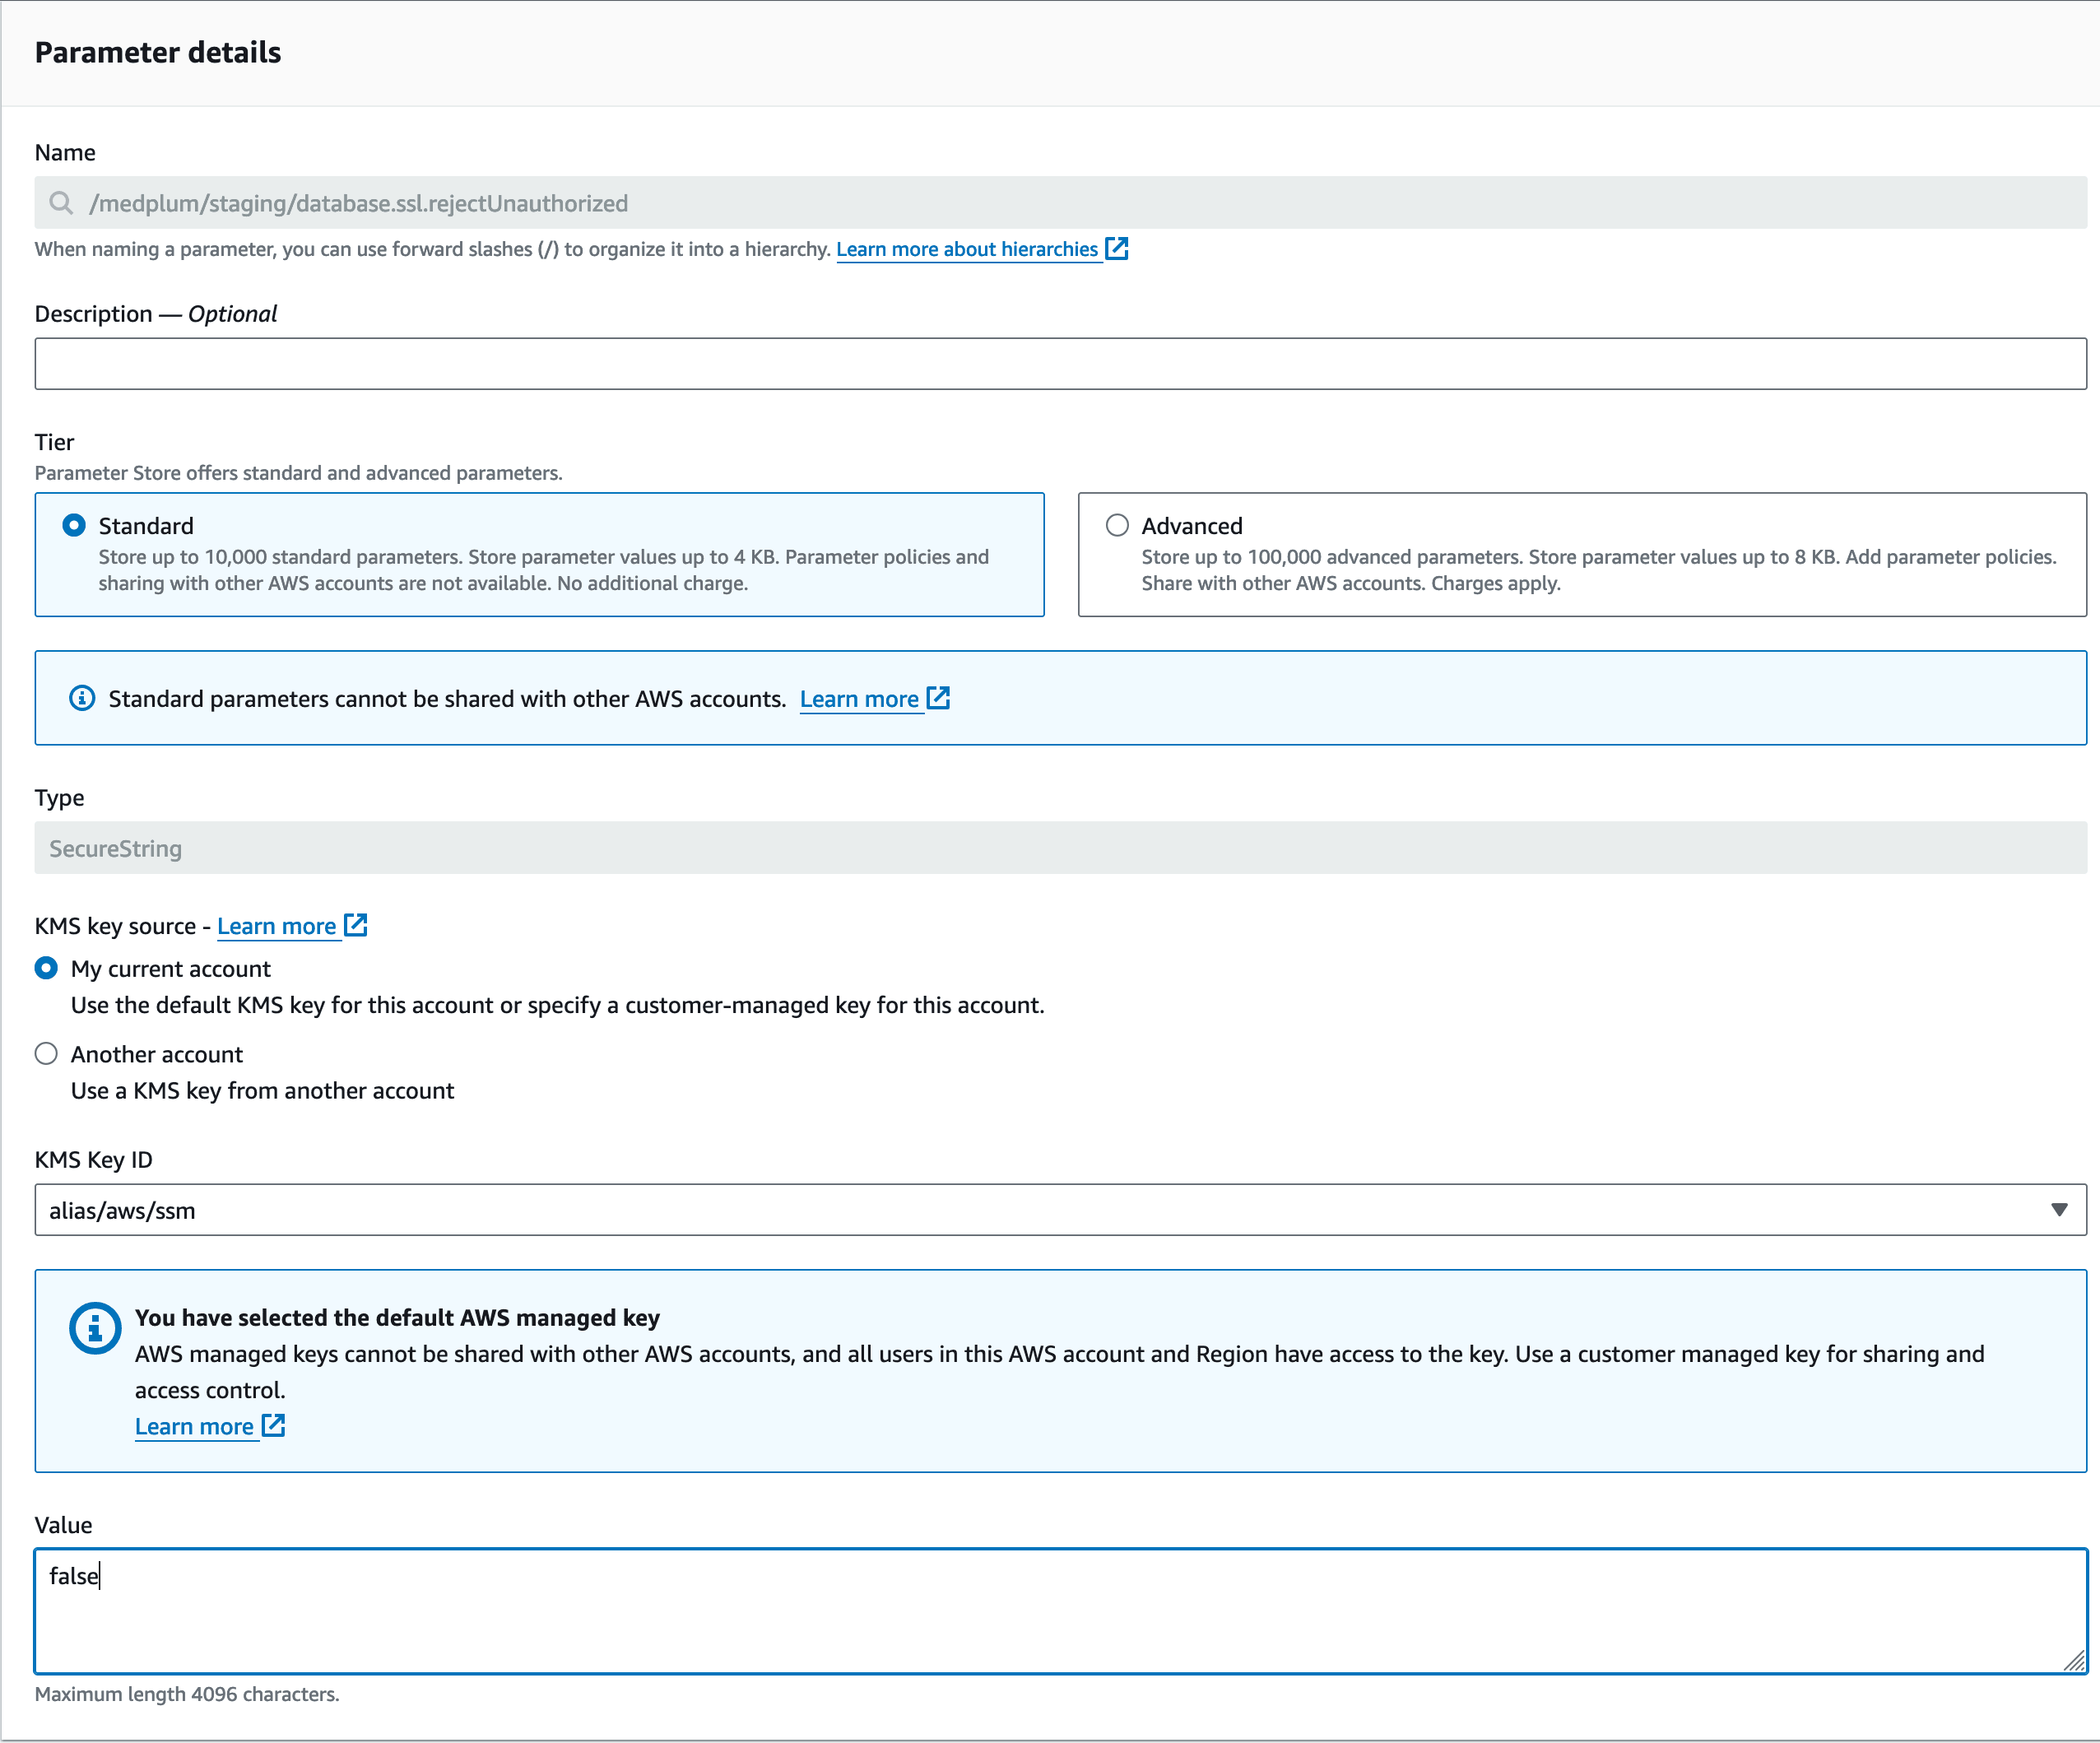 Parameter details
Name
/medplum/staging/database.ssl.rejectUnauthorized
When naming a parameter, you can use forward slashes (/) to organize it into a hierarchy. Learn more about hierarchies
Description — Optional
Tier
Parameter Store offers standard and advanced parameters.
Standard
Store up to 10,000 standard parameters. Store parameter values up to 4 KB. Parameter policies and
sharing with other AWS accounts are not available. No additional charge.
Advanced
Store up to 100,000 advanced parameters. Store parameter values up to 8 KB. Add parameter policies.
Share with other AWS accounts. Charges apply.
Standard parameters cannot be shared with other AWS accounts. Learn more
Type
SecureString
KMS key source - Learn more
My current account
Use the default KMS key for this account or specify a customer-managed key for this account.
Another account
Use a KMS key from another account
KMS Key ID
alias/aws/ssm
You have selected the default AWS managed key
AWS managed keys cannot be shared with other AWS accounts, and all users in this AWS account and Region have access to the key. Use a customer managed key for sharing and
access control.
Learn more
Value
false
Maximum length 4096 characters.